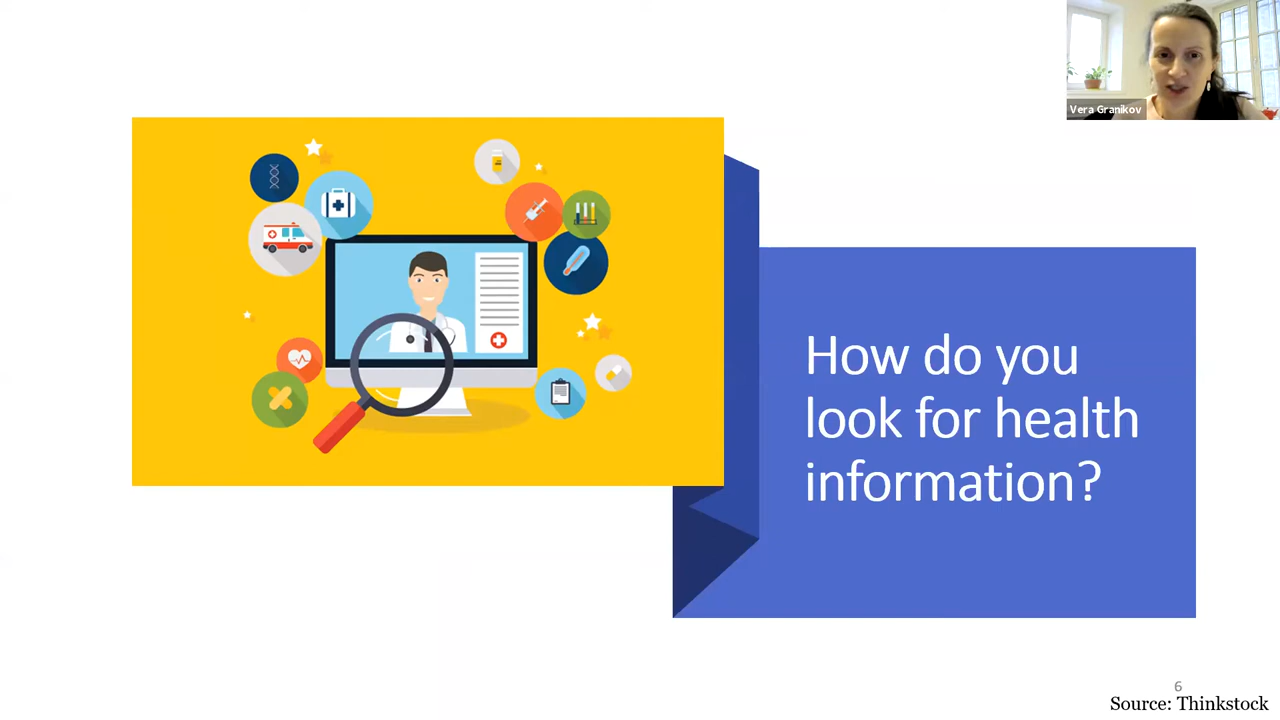 Vera Granikov
How do you
look for health
information?
6
Source: Thinkstock